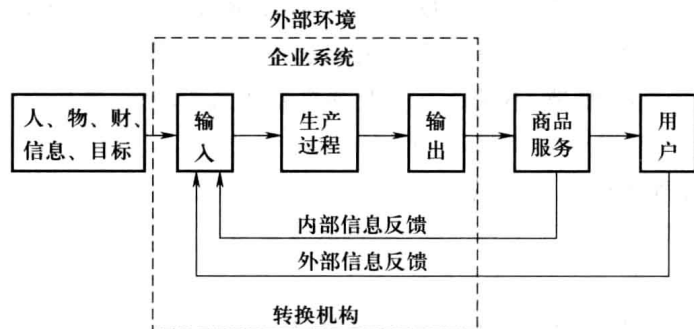 外部环境
企业系统
人、物、财、
信息、目标
输
入
生产
过程
输
出
商品
服务
用
户
内部信息反馈
外部信息反馈
转换机构